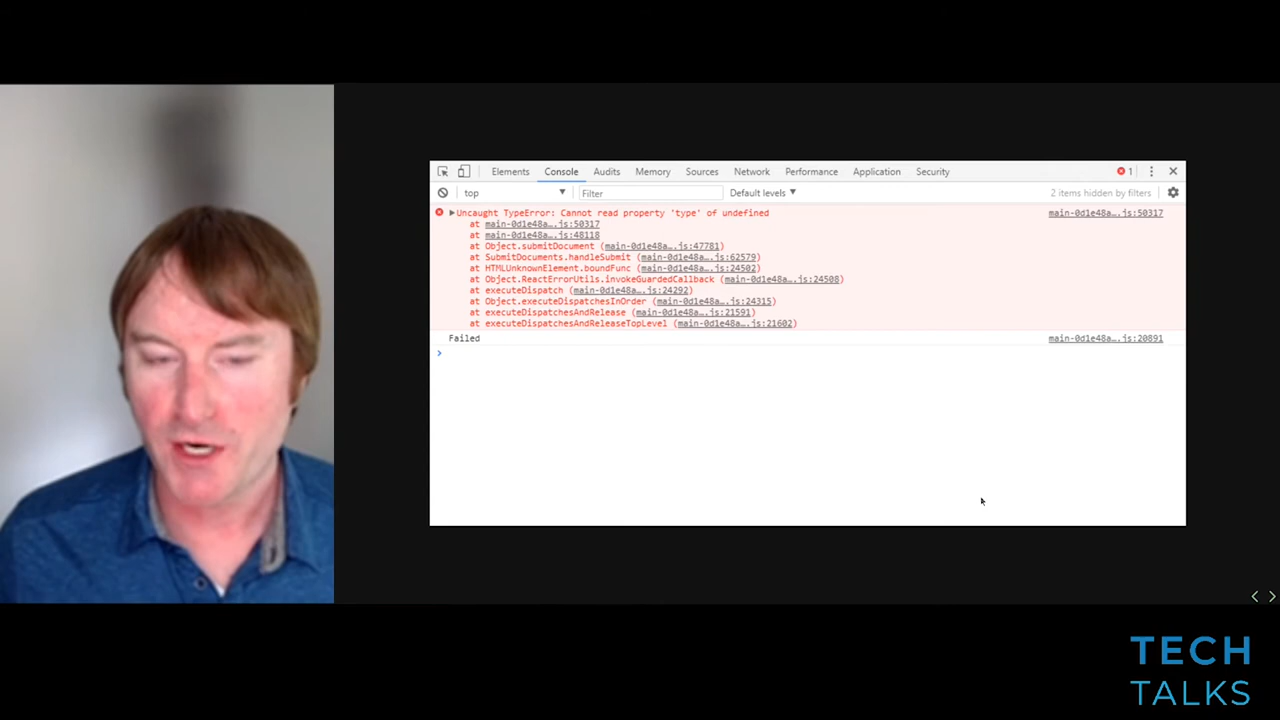 Elements Console Audits Memory Sources Network Performance Application Security 1
top Filter Default levels 2 items hidden by filters
Uncaught TypeError: Cannot read property 'type' of undefined main-0d1e48a….js:50317
at main-0d1e48a….js:50317
at main-0d1e48a….js:48118
at Object.submitDocument (main-0d1e48a….js:47781)
at SubmitDocuments.handleSubmit (main-0d1e48a….js:62579)
at HTMLUnknownElement.boundFunc (main-0d1e48a….js:24502)
at Object.ReactErrorUtils.invokeGuardedCallback (main-0d1e48a….js:24508)
at executeDispatch (main-0d1e48a….js:24292)
at Object.executeDispatchesInOrder (main-0d1e48a….js:24315)
at executeDispatchesAndRelease (main-0d1e48a….js:21591)
at executeDispatchesAndReleaseTopLevel (main-0d1e48a….js:21602)
Failed main-0d1e48a….js:20891
TECH
TALKS